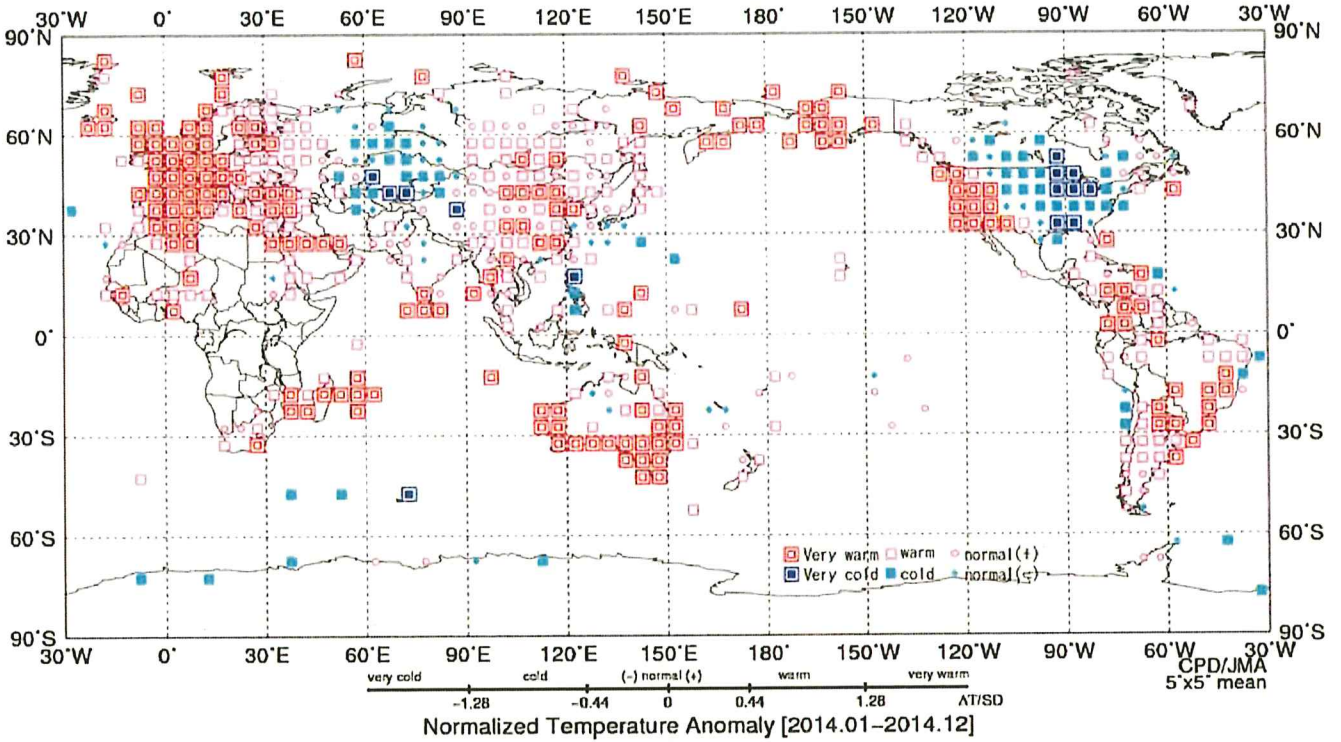 30˚W 0˚ 30˚E 60˚E 90˚E 120˚E 150˚E 180˚ 150˚W 120˚W 90˚W 60˚W 30˚W
90˚N 90˚N
60˚N 60˚N
30˚N 30˚N
0˚ 0˚
30˚S 30˚S
60˚S 60˚S
Very warm warm normal(+)
Very cold cold normal(-)
90˚S 90˚S
30˚W 0˚ 30˚E 60˚E 90˚E 120˚E 150˚E 180˚ 150˚W 120˚W 90˚W 60˚W 30˚W
CPD/JMA
5˚x5˚ mean
very cold cold (-) normal (+) warm very warm
-1.28 -0.44 0 0.44 1.28 ΔT/SD
Normalized Temperature Anomaly [2014.01-2014.12]